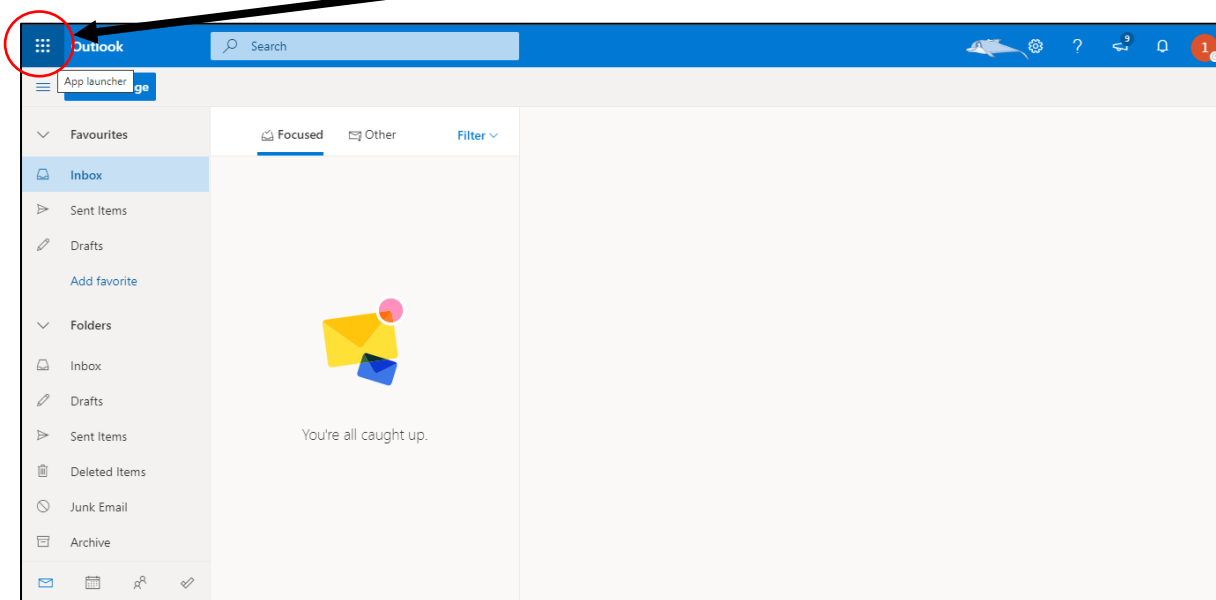 Outlook
Search
9
1
App launcher
ge
Favourites
Focused
Other
Filter
Inbox
Sent Items
Drafts
Add favorite
Folders
Inbox
Drafts
Sent Items
Deleted Items
Junk Email
Archive
You're all caught up.